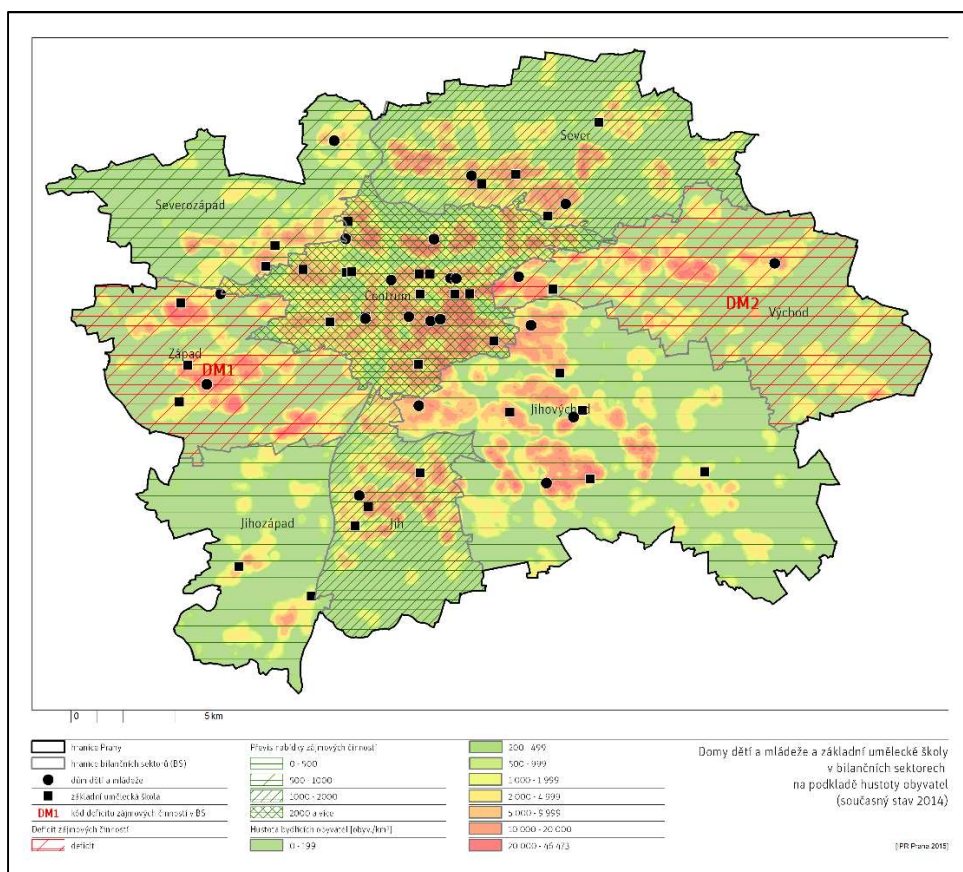 Sever
Severozápad
DM2
Centrum
Východ
Západ
DM1
Jihovýchod
Jihozápad
Jih
0 5 km
hranice Prahy
hranice bilančních sektorů (BS)
dům dětí a mládeže
základní umělecká škola
DM1 kód deficitu zájmových činností v BS
Deficit zájmových činností
deficit
Převis nabídky zájmových činností
0 - 500
500 - 1000
1000 - 2000
2000 a více
Hustota bydlících obyvatel [obyv./km²]
0 - 199
200 - 499
500 - 999
1 000 - 1 999
2 000 - 4 999
5 000 - 9 999
10 000 - 20 000
20 000 - 46 473
Domy dětí a mládeže a základní umělecké školy
v bilančních sektorech
na podkladě hustoty obyvatel
(současný stav 2014)
[IPR Praha 2015]